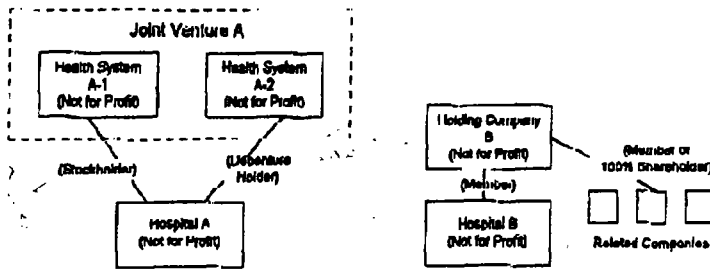 Joint Venture A
Health System
A-1
(Not for Profit)
Health System
A-2
(Not for Profit)
(Stockholder)
(Debenture
Holder)
Hospital A
(Not for Profit)
Holding Company
B
(Not for Profit)
(Member)
(Member or
100% Shareholder)
Hospital B
(Not for Profit)
Related Companies